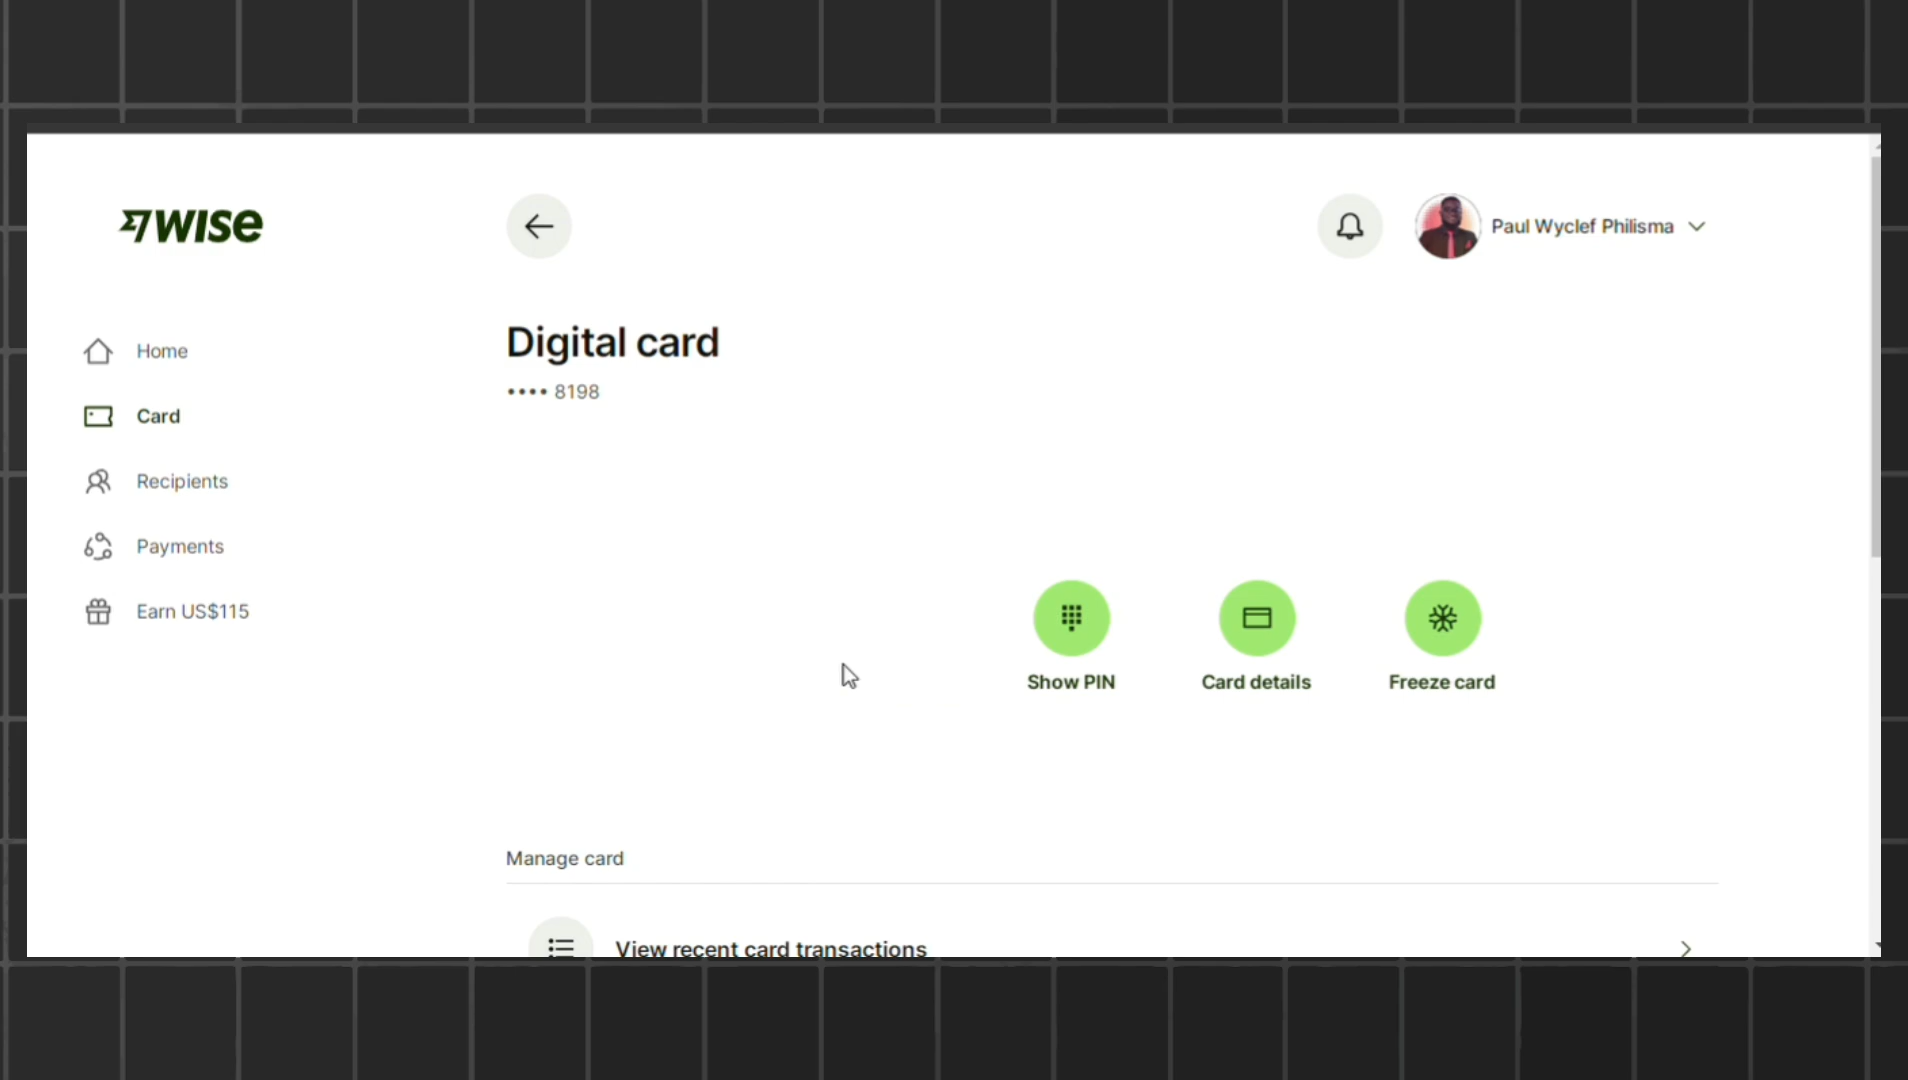 WISE
Paul Wyclef Philisma
Home
Card
Recipients
Payments
Earn US$115
Digital card
•••• 8198
Show PIN
Card details
Freeze card
Manage card
View recent card transactions